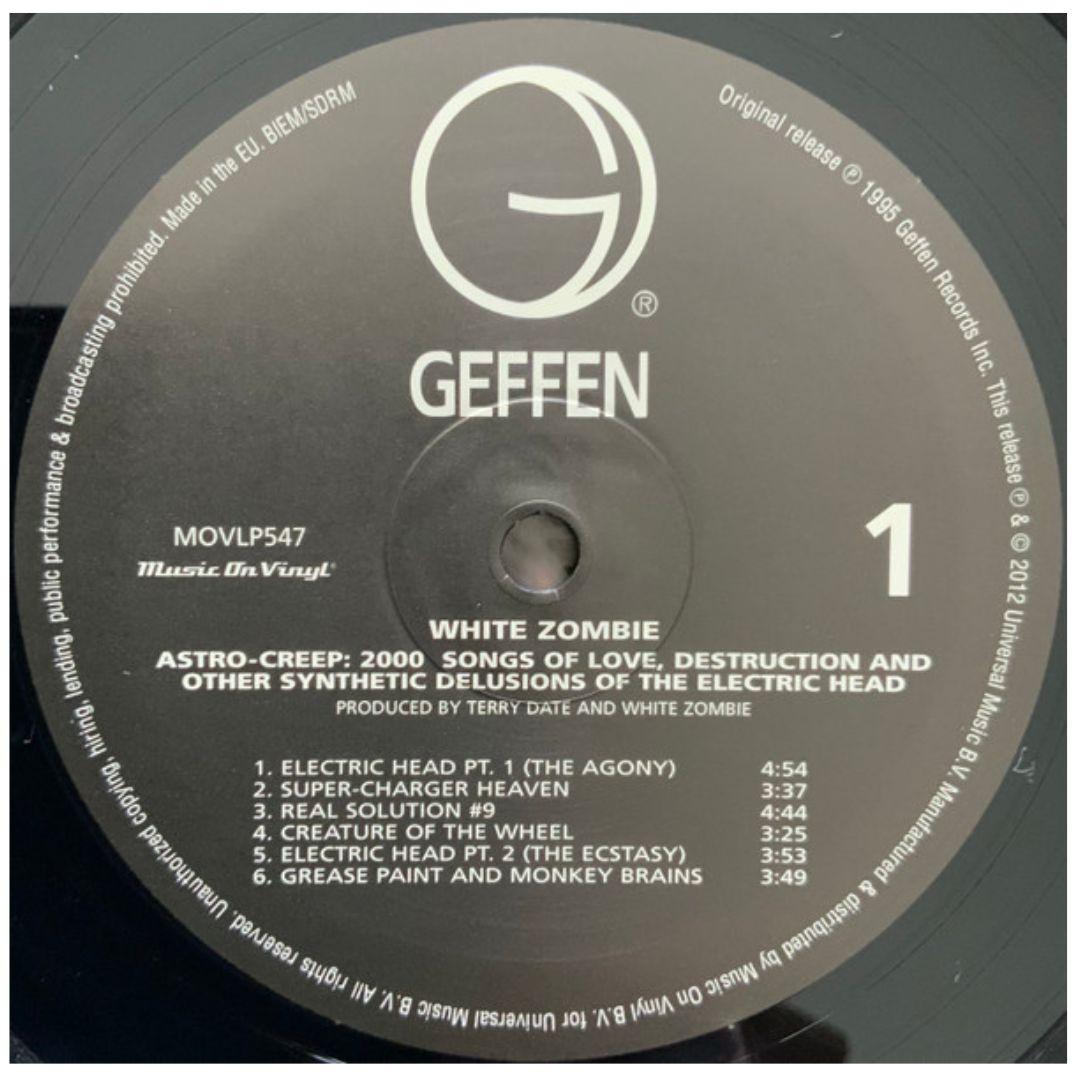 GEFFEN
®
MOVLP547
Music On Vinyl®
1
WHITE ZOMBIE
ASTRO-CREEP: 2000 SONGS OF LOVE, DESTRUCTION AND
OTHER SYNTHETIC DELUSIONS OF THE ELECTRIC HEAD
PRODUCED BY TERRY DATE AND WHITE ZOMBIE
1. ELECTRIC HEAD PT. 1 (THE AGONY) 4:54
2. SUPER-CHARGER HEAVEN 3:37
3. REAL SOLUTION #9 4:44
4. CREATURE OF THE WHEEL 3:25
5. ELECTRIC HEAD PT. 2 (THE ECSTASY) 3:53
6. GREASE PAINT AND MONKEY BRAINS 3:49
Original release ℗ 1995 Geffen Records Inc. This release ℗ & © 2012 Universal Music B.V. Manufactured & distributed by Music On Vinyl B.V. for Universal Music B.V. All rights reserved. Unauthorized copying, hiring, lending, public performance & broadcasting prohibited. Made in the EU. BIEM/SDRM